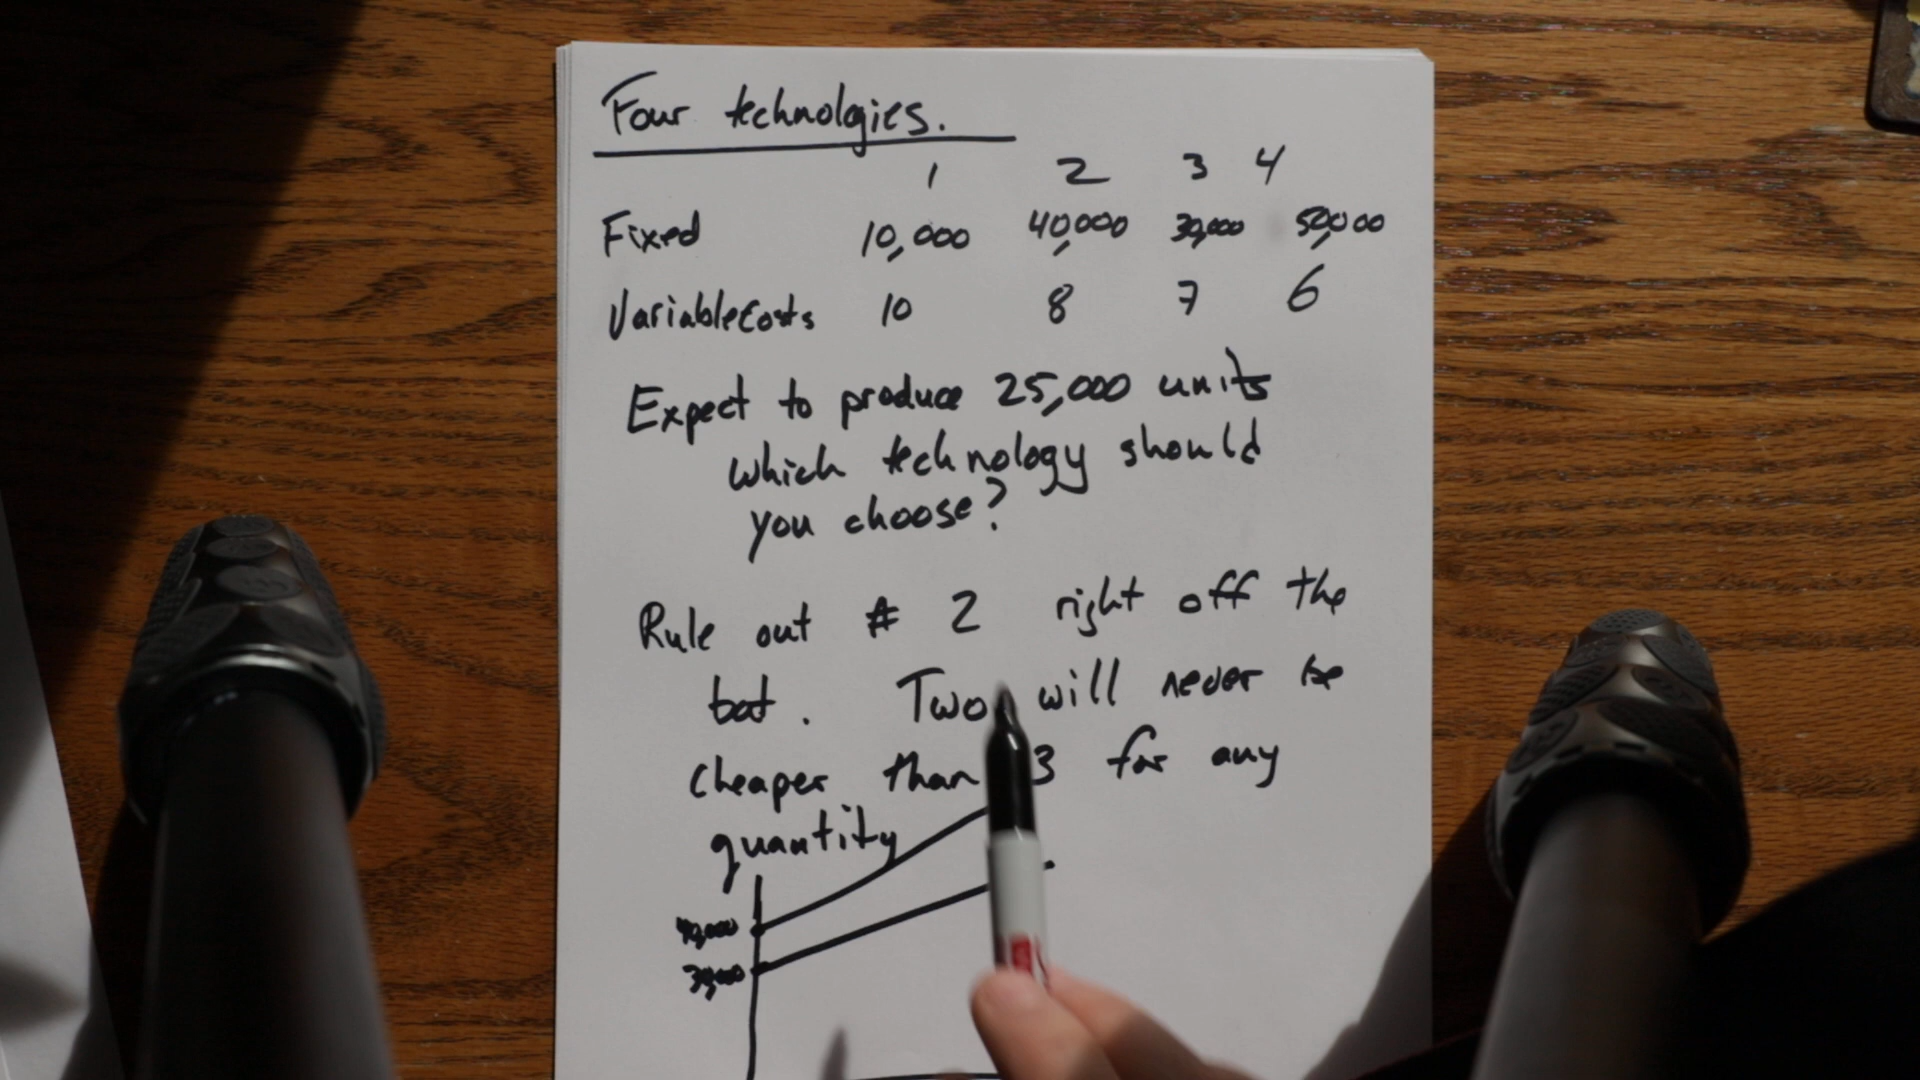 Four technologies.
1 2 3 4
Fixed 10,000 40,000 30,000 50,000
Variable Costs 10 8 7 6
Expect to produce 25,000 units
which technology should
you choose?
Rule out # 2 right off the
bat. Two will never be
cheaper than 3 for any
quantity
40,000
30,000